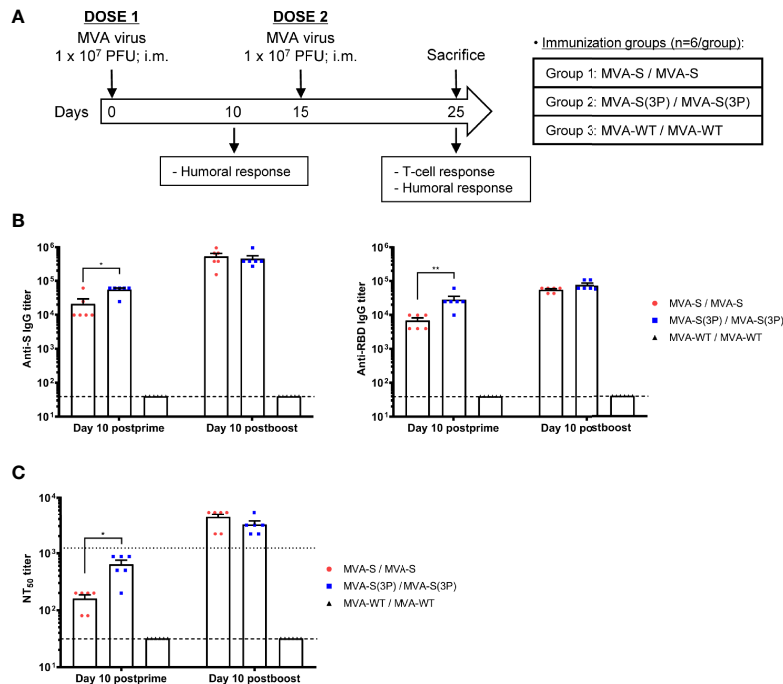 A
DOSE 1
MVA virus
1 x 10⁷ PFU; i.m.
DOSE 2
MVA virus
1 x 10⁷ PFU; i.m.
Sacrifice
Days
0
10
15
25
- Humoral response
- T-cell response
- Humoral response
• Immunization groups (n=6/group):
Group 1: MVA-S / MVA-S
Group 2: MVA-S(3P) / MVA-S(3P)
Group 3: MVA-WT / MVA-WT
B
Anti-S IgG titer
10⁶
10⁵
10⁴
10³
10²
10¹
*
Day 10 postprime
Day 10 postboost
Anti-RBD IgG titer
10⁶
10⁵
10⁴
10³
10²
10¹
**
Day 10 postprime
Day 10 postboost
MVA-S / MVA-S
MVA-S(3P) / MVA-S(3P)
MVA-WT / MVA-WT
C
NT₅₀ titer
10⁴
10³
10²
10¹
*
Day 10 postprime
Day 10 postboost
MVA-S / MVA-S
MVA-S(3P) / MVA-S(3P)
MVA-WT / MVA-WT